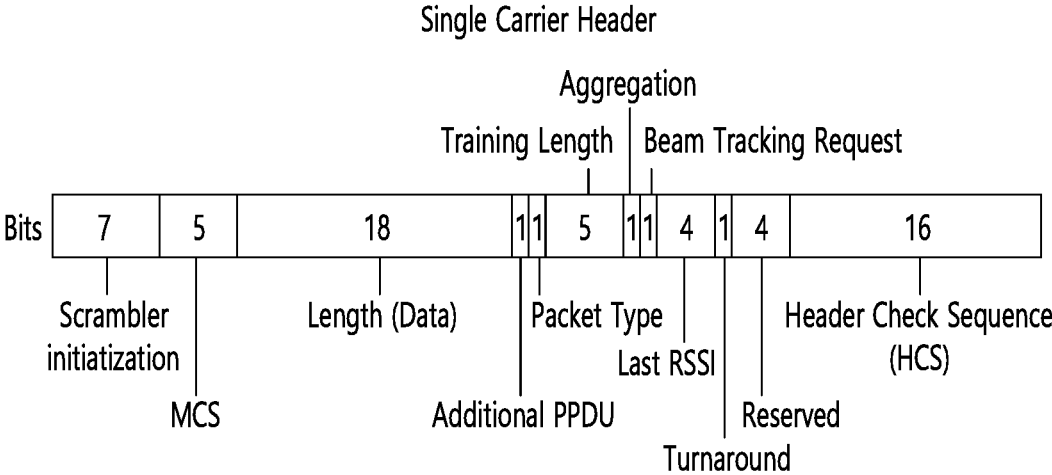 Single Carrier Header
Aggregation
Training Length Beam Tracking Request
Bits 7 5 18 1 1 5 1 1 4 1 4 16
Scrambler
initiatization
Length (Data)
Packet Type
Header Check Sequence
(HCS)
Last RSSI
MCS
Additional PPDU
Reserved
Turnaround